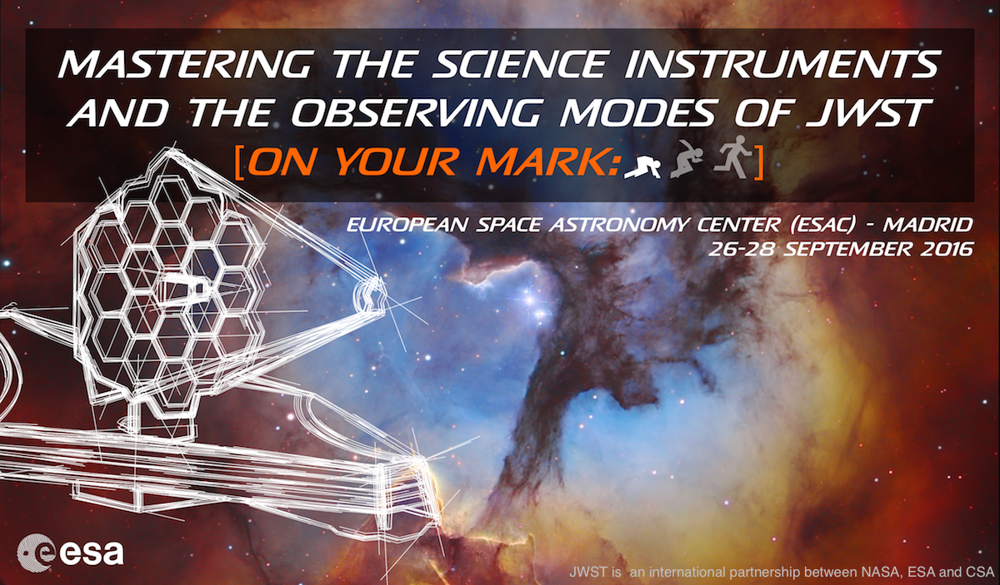 MASTERING THE SCIENCE INSTRUMENTS
AND THE OBSERVING MODES OF JWST
[ON YOUR MARK: ]
EUROPEAN SPACE ASTRONOMY CENTER (ESAC) - MADRID
26-28 SEPTEMBER 2016
esa
JWST is an international partnership between NASA, ESA and CSA